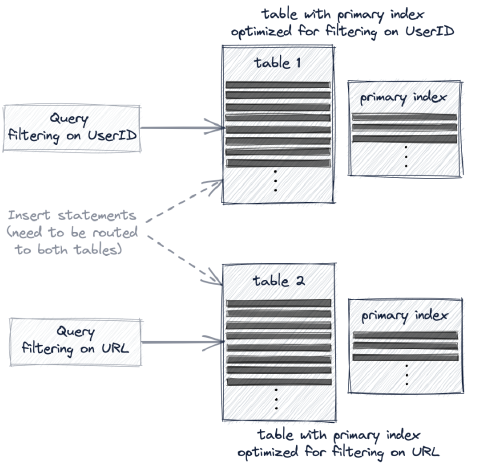 table with primary index
optimized for filtering on UserID
table 1
primary index
Query
filtering on UserID
Insert statements
(need to be routed
to both tables)
table 2
primary index
Query
filtering on URL
table with primary index
optimized for filtering on URL